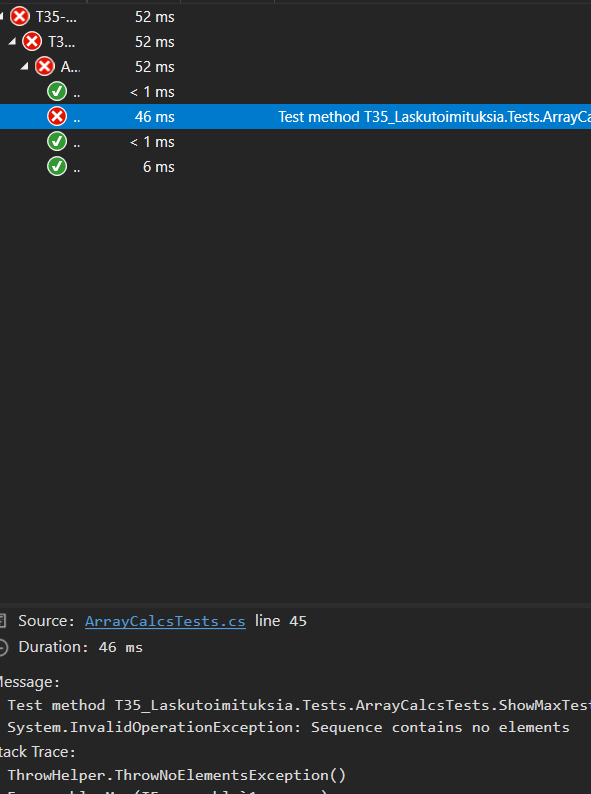 T35-... 52 ms
T3... 52 ms
A... 52 ms
.. < 1 ms
.. 46 ms Test method T35_Laskutoimituksia.Tests.ArrayCa
.. < 1 ms
.. 6 ms
Source: ArrayCalcsTests.cs line 45
Duration: 46 ms
Message:
Test method T35_Laskutoimituksia.Tests.ArrayCalcsTests.ShowMaxTest
System.InvalidOperationException: Sequence contains no elements
tack Trace:
ThrowHelper.ThrowNoElementsException()